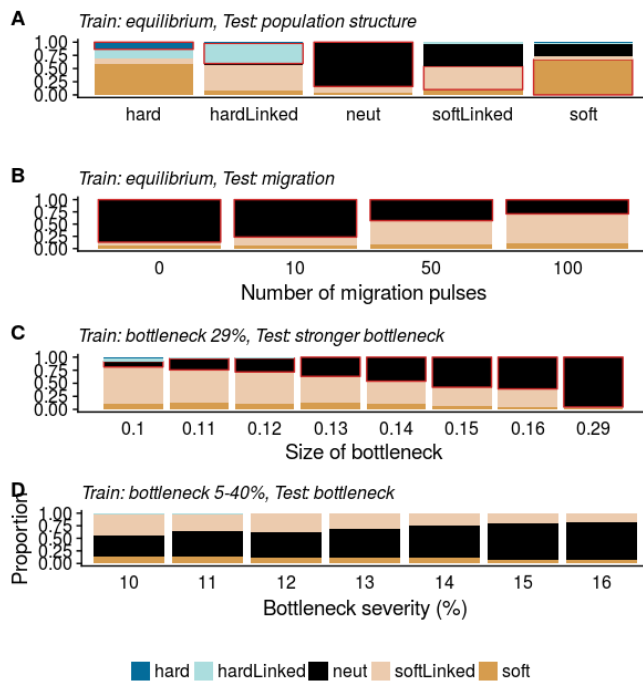 A
Train: equilibrium, Test: population structure
1.00
0.75
0.50
0.25
0.00
hard hardLinked neut softLinked soft
B
Train: equilibrium, Test: migration
1.00
0.75
0.50
0.25
0.00
0 10 50 100
Number of migration pulses
C
Train: bottleneck 29%, Test: stronger bottleneck
1.00
0.75
0.50
0.25
0.00
0.1 0.11 0.12 0.13 0.14 0.15 0.16 0.29
Size of bottleneck
D
Train: bottleneck 5-40%, Test: bottleneck
Proportion
1.00
0.75
0.50
0.25
0.00
10 11 12 13 14 15 16
Bottleneck severity (%)
hard hardLinked neut softLinked soft